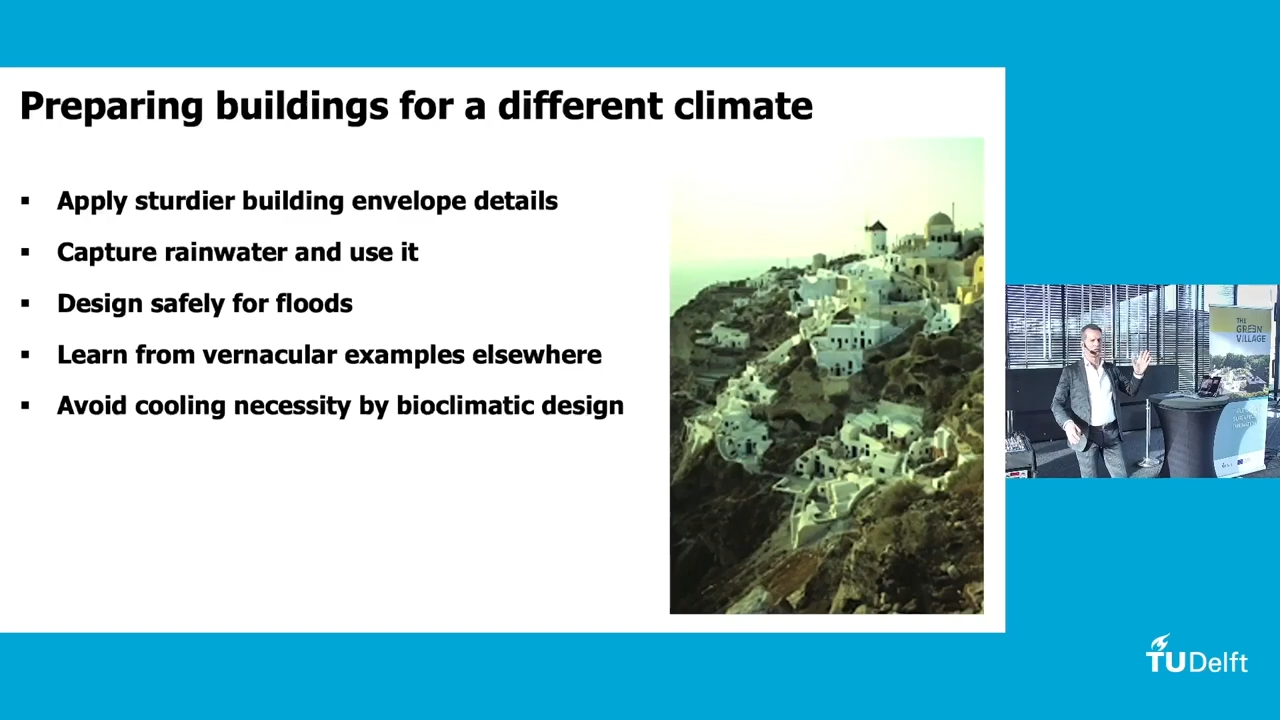 Preparing buildings for a different climate
▪ Apply sturdier building envelope details
▪ Capture rainwater and use it
▪ Design safely for floods
▪ Learn from vernacular examples elsewhere
▪ Avoid cooling necessity by bioclimatic design
THE
GREEN
VILLAGE
TUDelft